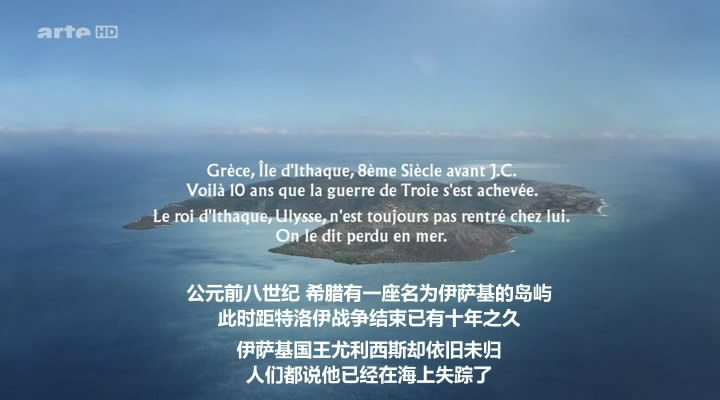 arte HD
Grèce, Île d'Ithaque, 8ème Siècle avant J.C.
Voilà 10 ans que la guerre de Troie s'est achevée.
Le roi d'Ithaque, Ulysse, n'est toujours pas rentré chez lui.
On le dit perdu en mer.
公元前八世纪 希腊有一座名为伊萨基的岛屿
此时距特洛伊战争结束已有十年之久
伊萨基国王尤利西斯却依旧未归
人们都说他已经在海上失踪了